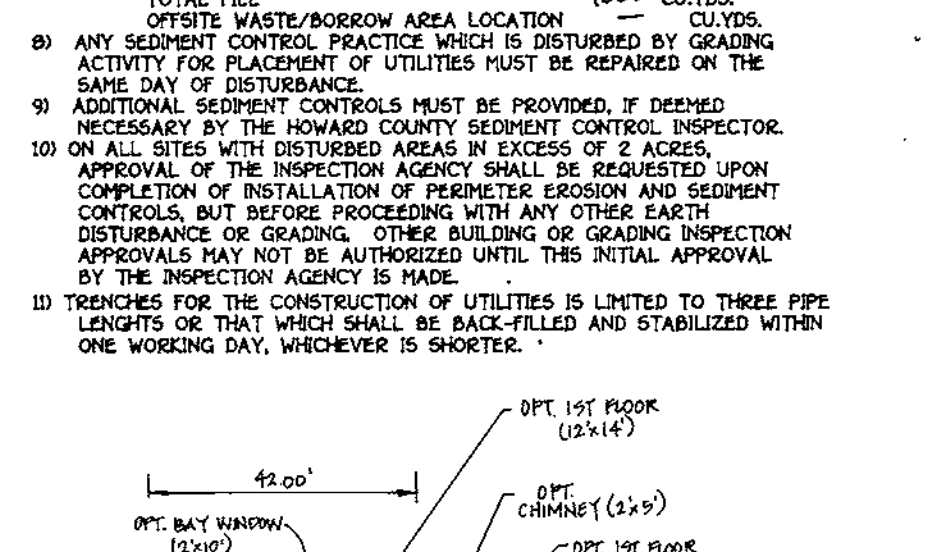 TOTAL FILL CU.YDS.
OFFSITE WASTE/BORROW AREA LOCATION — CU.YDS.
8) ANY SEDIMENT CONTROL PRACTICE WHICH IS DISTURBED BY GRADING
ACTIVITY FOR PLACEMENT OF UTILITIES MUST BE REPAIRED ON THE
SAME DAY OF DISTURBANCE.
9) ADDITIONAL SEDIMENT CONTROLS MUST BE PROVIDED, IF DEEMED
NECESSARY BY THE HOWARD COUNTY SEDIMENT CONTROL INSPECTOR.
10) ON ALL SITES WITH DISTURBED AREAS IN EXCESS OF 2 ACRES,
APPROVAL OF THE INSPECTION AGENCY SHALL BE REQUESTED UPON
COMPLETION OF INSTALLATION OF PERIMETER EROSION AND SEDIMENT
CONTROLS, BUT BEFORE PROCEEDING WITH ANY OTHER EARTH
DISTURBANCE OR GRADING. OTHER BUILDING OR GRADING INSPECTION
APPROVALS MAY NOT BE AUTHORIZED UNTIL THIS INITIAL APPROVAL
BY THE INSPECTION AGENCY IS MADE.
11) TRENCHES FOR THE CONSTRUCTION OF UTILITIES IS LIMITED TO THREE PIPE
LENGHTS OR THAT WHICH SHALL BE BACK-FILLED AND STABILIZED WITHIN
ONE WORKING DAY, WHICHEVER IS SHORTER.
OPT. 1ST FLOOR
(12'x14')
42.00'
OPT.
CHIMNEY (2'x5')
OPT. BAY WINDOW
(2'x10')
OPT 1ST FLOOR